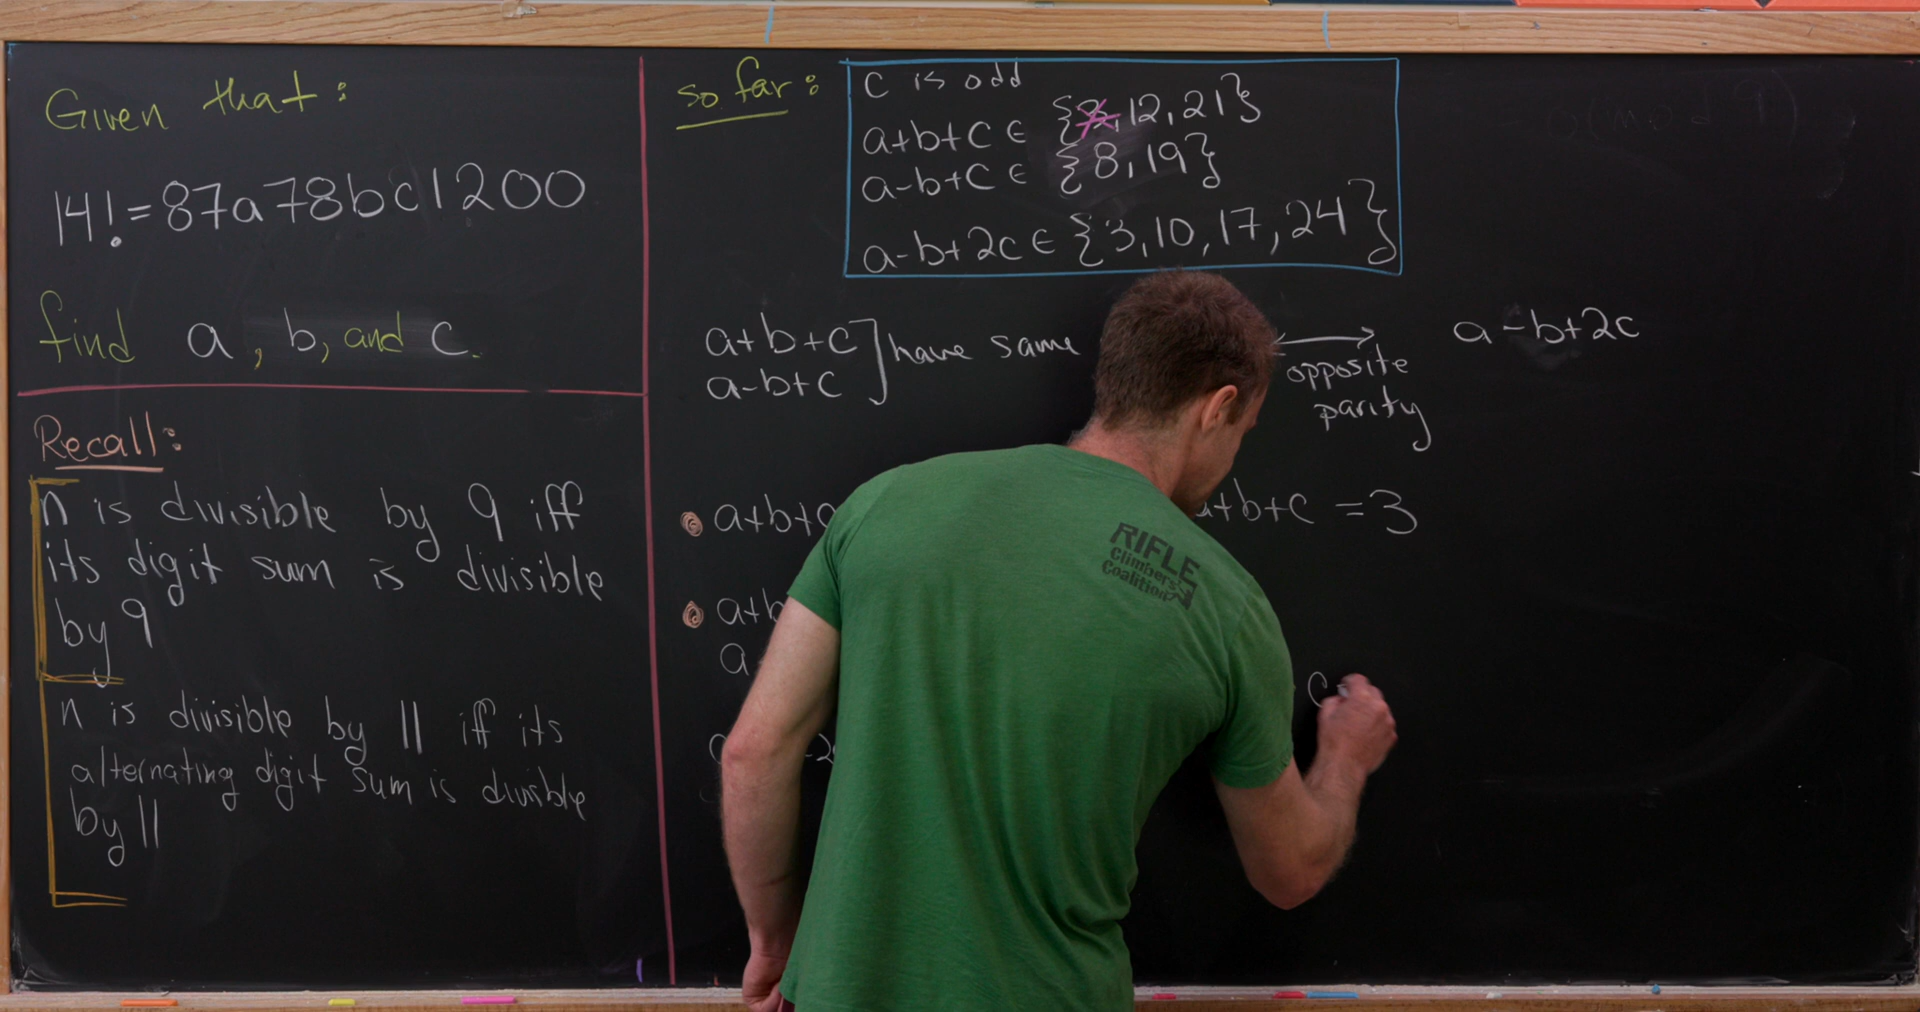 Given that:
14! = 87a78bc1200
find a, b, and c.
Recall:
n is divisible by 9 iff
its digit sum is divisible
by 9
n is divisible by 11 iff its
alternating digit sum is divisible
by 11
so far:
c is odd
a+b+c ∈ {3, 12, 21}
a-b+c ∈ {8, 19}
a-b+2c ∈ {3, 10, 17, 24}
a+b+c
a-b+c
have same
opposite
parity
a-b+2c
a+b+c
a+b+c = 3
a+b
a
c
RIFLE
Climbers
Coalition